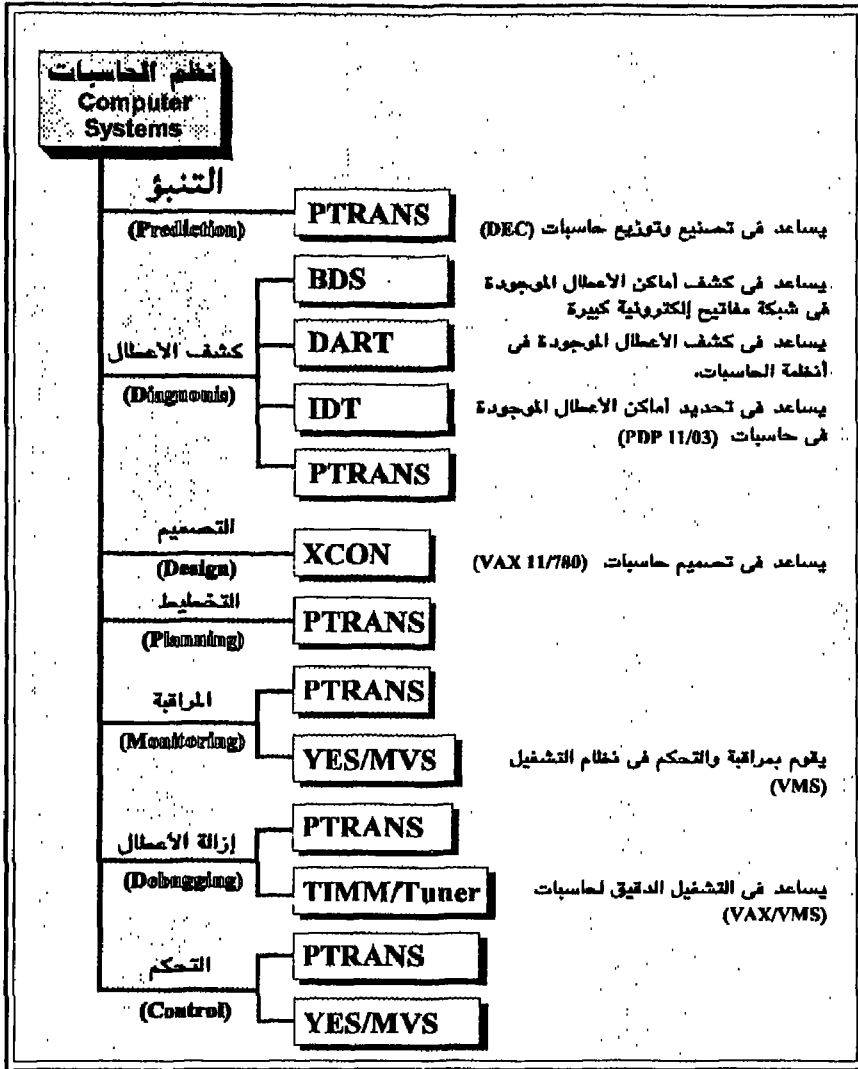 نظم الحاسبات
Computer
Systems
التنبؤ
(Prediction)
PTRANS
يساعد فى تصنيع وتوزيع حاسبات (DEC)
كشف الأعطال
(Diagnosis)
BDS
يساعد فى كشف أماكن الأعطال الموجودة
فى شبكة مفاتيح إلكترونية كبيرة
DART
يساعد فى كشف الأعطال الموجودة فى
أنظمة الحاسبات.
IDT
يساعد فى تحديد أماكن الأعطال الموجودة
فى حاسبات (PDP 11/03)
PTRANS
التصميم
(Design)
XCON
يساعد فى تصميم حاسبات (VAX 11/780)
التخطيط
(Planning)
PTRANS
المراقبة
(Monitoring)
PTRANS
YES/MVS
يقوم بمراقبة والتحكم فى نظام التشغيل
(VMS)
إزالة الأعطال
(Debugging)
PTRANS
TIMM/Tuner
يساعد فى التشغيل الدقيق لحاسبات
(VAX/VMS)
التحكم
(Control)
PTRANS
YES/MVS